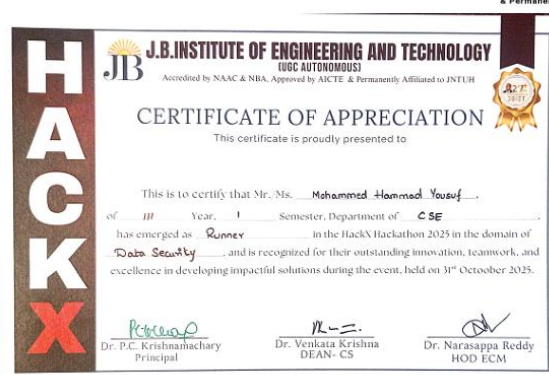 & Permane
HACKX
JB
J.B.INSTITUTE OF ENGINEERING AND TECHNOLOGY
(UGC AUTONOMOUS)
Accredited by NAAC & NBA, Approved by AICTE & Permanently Affiliated to JNTUH
CERTIFICATE OF APPRECIATION
This certificate is proudly presented to
This is to certify that Mr./Ms. Mohammed Hammad Yousuf.
of III Year, I Semester, Department of CSE
has emerged as Runner in the HackX Hackathon 2025 in the domain of
Data Security, and is recognized for their outstanding innovation, teamwork, and
excellence in developing impactful solutions during the event, held on 31st Octoober 2025.
Dr. P.C. Krishnamachary
Principal
Dr. Venkata Krishna
DEAN- CS
Dr. Narasappa Reddy
HOD ECM